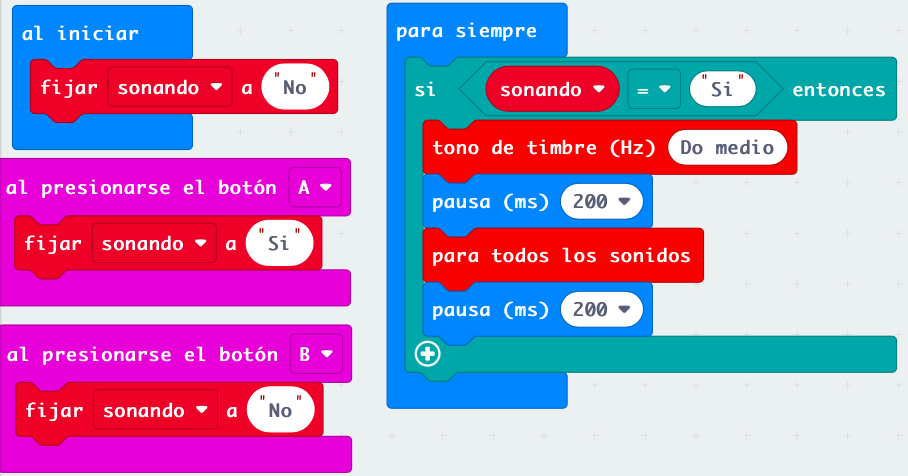 al iniciar
fijar sonando a "No"
al presionarse el botón A
fijar sonando a "Si"
al presionarse el botón B
fijar sonando a "No"
para siempre
si sonando = "Si" entonces
tono de timbre (Hz) Do medio
pausa (ms) 200
para todos los sonidos
pausa (ms) 200